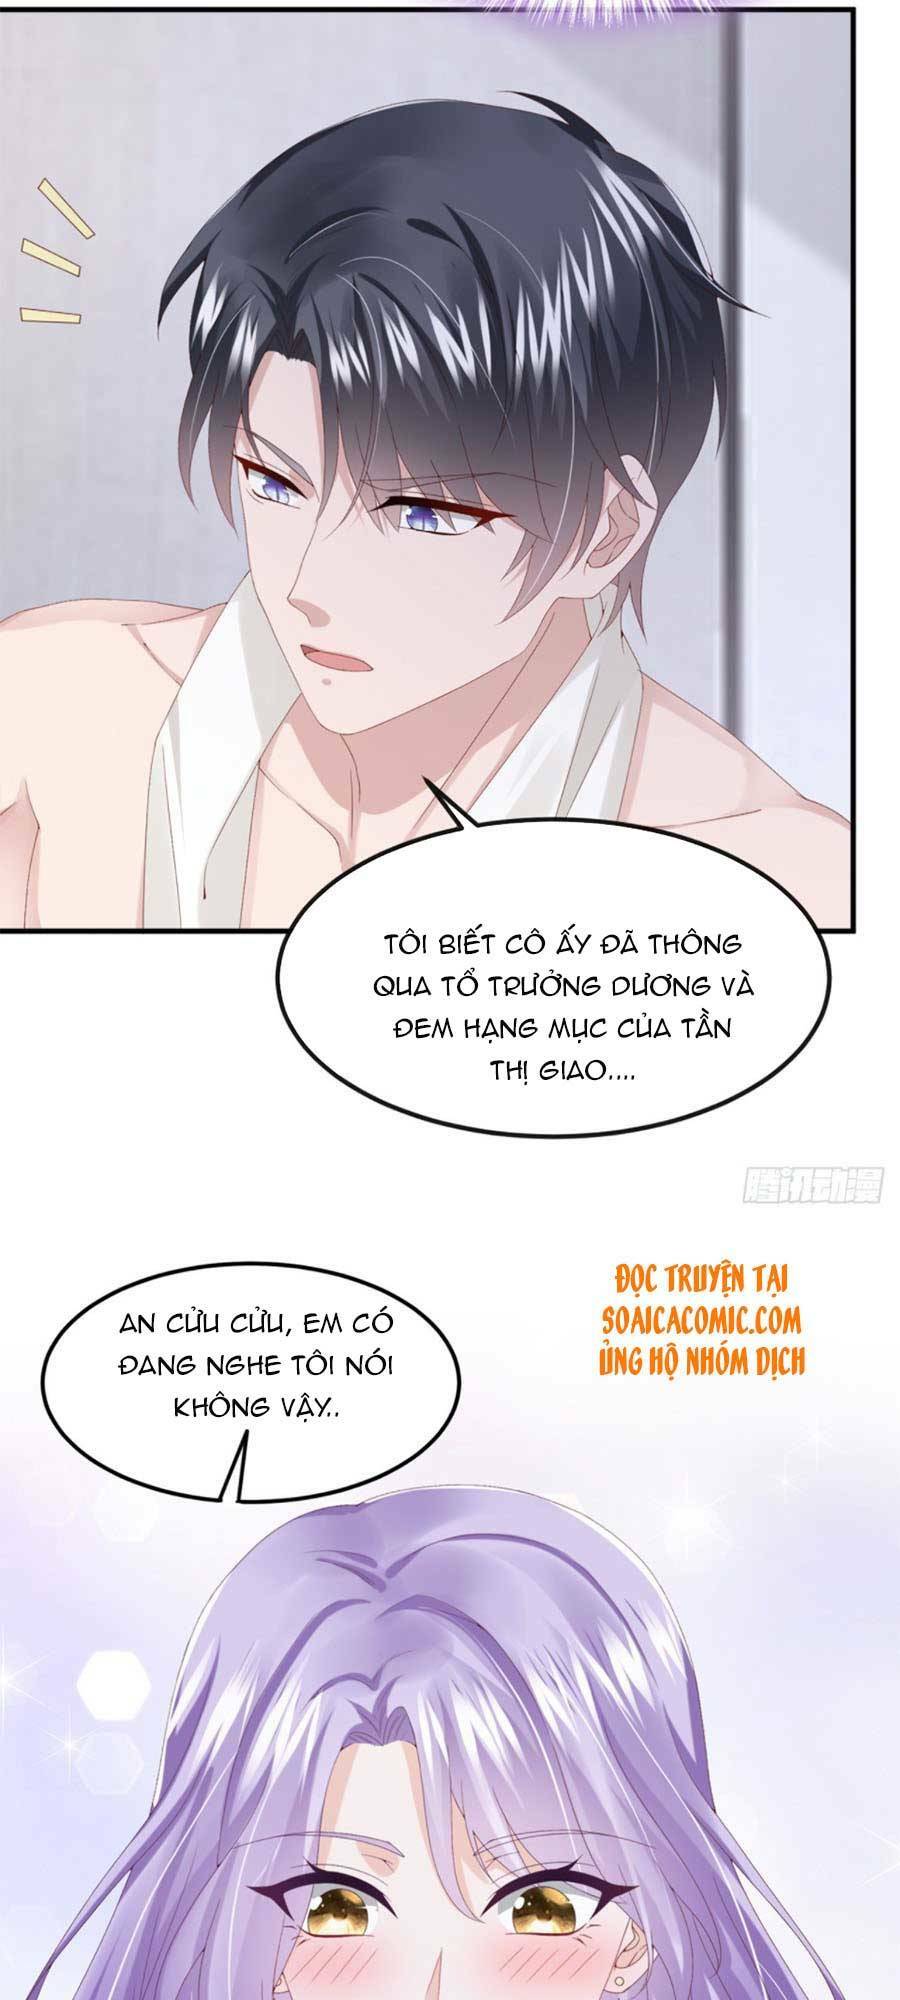 TÔI BIẾT CÔ ẤY ĐÃ THÔNG
QUA TỔ TRƯỞNG DƯƠNG VÀ
ĐEM HẠNG MỤC CỦA TẦN
THỊ GIAO....
腾讯动漫
ĐỌC TRUYỆN TẠI
SOAICACOMIC.COM
ỦNG HỘ NHÓM DỊCH
AN CỬU CỬU, EM CÓ
ĐANG NGHE TÔI NÓI
KHÔNG VẬY..